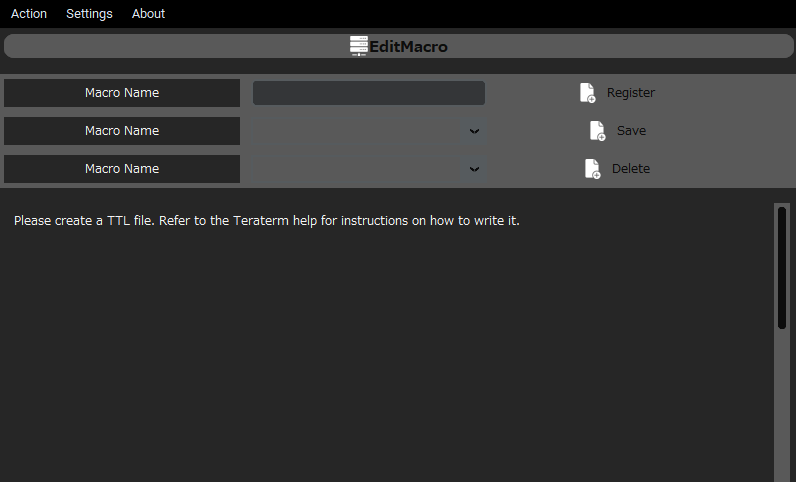 Action Settings About
EditMacro
Macro Name Register
Macro Name Save
Macro Name Delete
Please create a TTL file. Refer to the Teraterm help for instructions on how to write it.